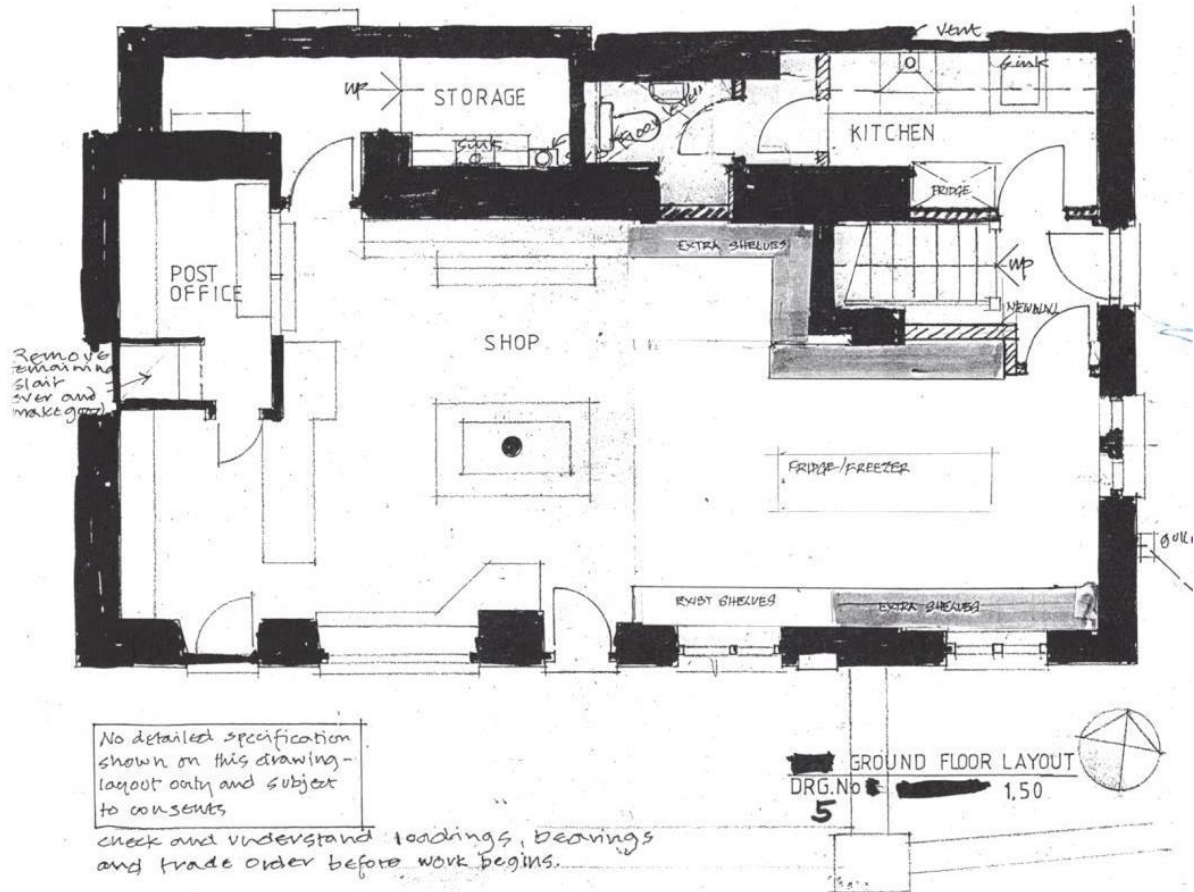 vent
UP
STORAGE
sink
sink
FLOOR LEVEL
KITCHEN
FRIDGE
EXTRA SHELVES
UP
POST
OFFICE
NEWALL
SHOP
Remove
remaining
stair
over and
make good
FRIDGE/FREEZER
EXIST SHELVES
EXTRA SHELVES
No detailed specification
shown on this drawing-
layout only and subject
to consents
check and understand loadings, bearings
and trade order before work begins.
GROUND FLOOR LAYOUT
DRG.No 1,50
5